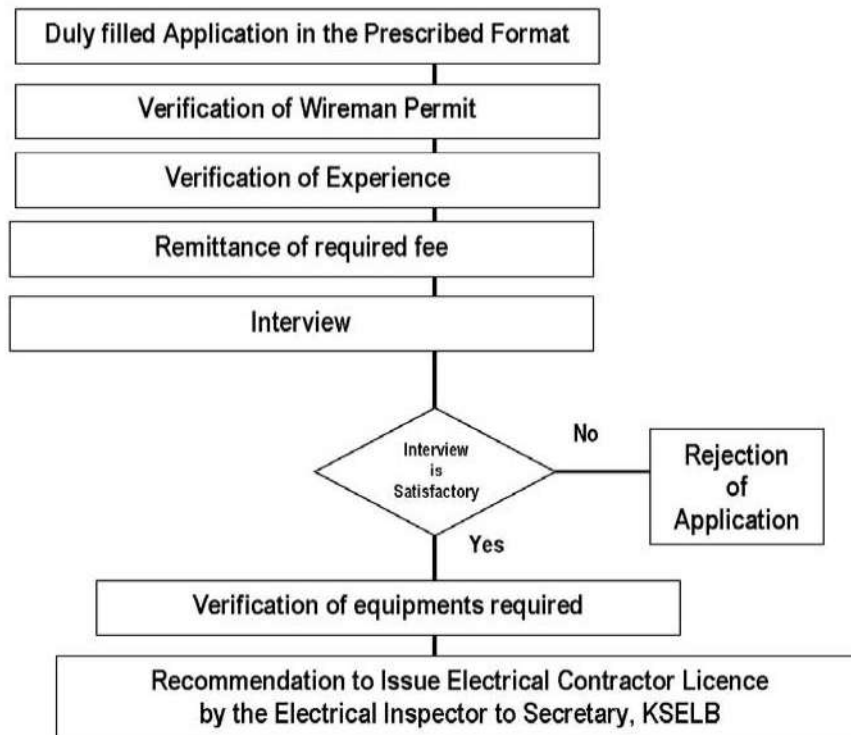 Duly filled Application in the Prescribed Format
Verification of Wireman Permit
Verification of Experience
Remittance of required fee
Interview
Interview
is
Satisfactory
No
Rejection
of
Application
Yes
Verification of equipments required
Recommendation to Issue Electrical Contractor Licence
by the Electrical Inspector to Secretary, KSELB